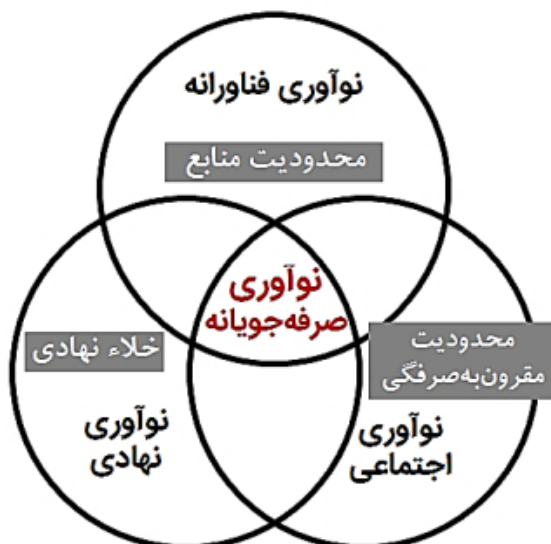 نوآوری فناورانه
محدودیت منابع
نوآوری
صرفه‌جویانه
محدودیت
مقرون‌به‌صرفگی
خلاء نهادی
نوآوری
اجتماعی
نوآوری
نهادی